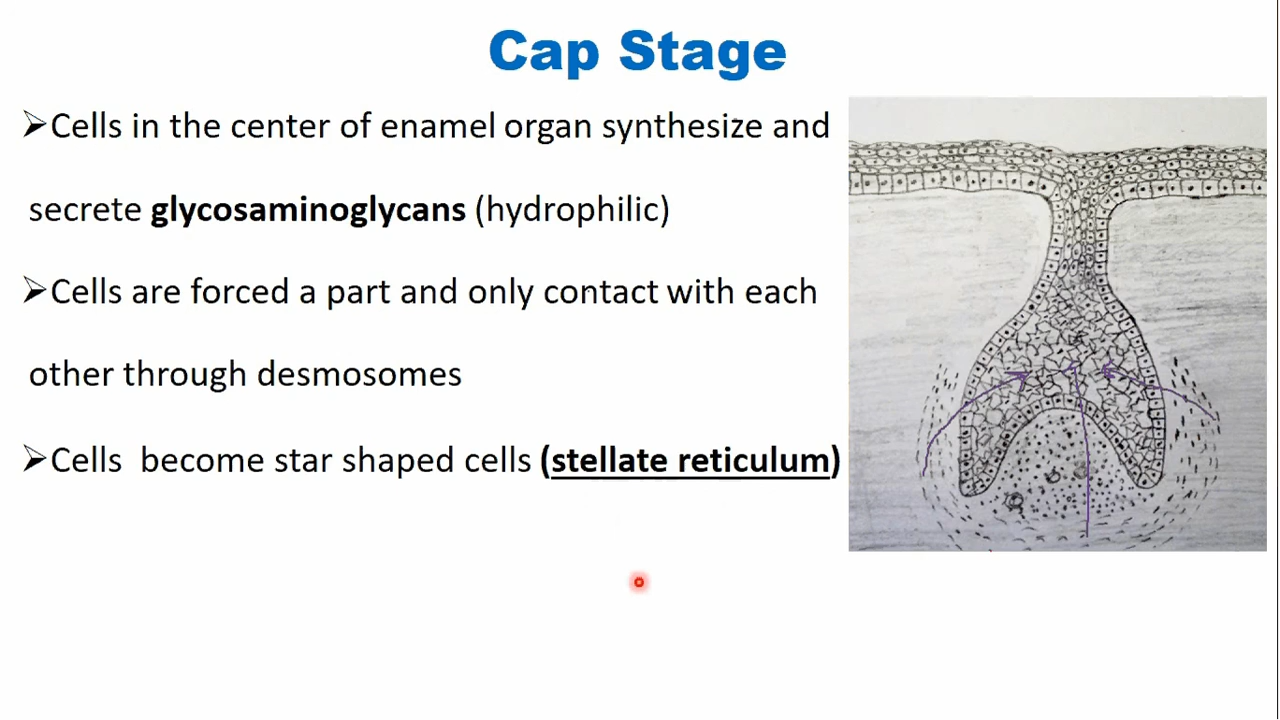 Cap Stage
➢Cells in the center of enamel organ synthesize and
secrete glycosaminoglycans (hydrophilic)
➢Cells are forced a part and only contact with each
other through desmosomes
➢Cells become star shaped cells (stellate reticulum)